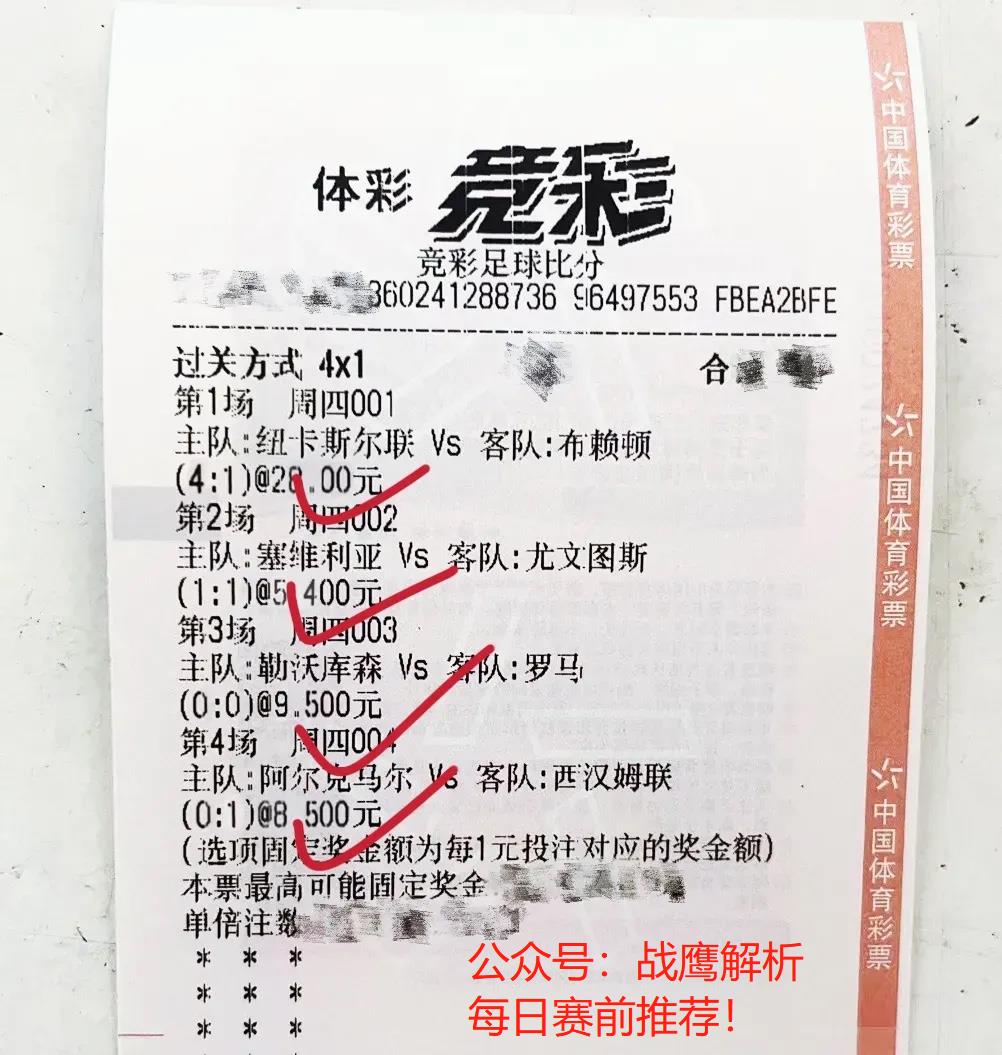 体彩 竞彩
竞彩足球比分
360241288736 96497553 FBEA2BFE
过关方式 4x1 合
第1场 周四001
主队:纽卡斯尔联 Vs 客队:布赖顿
(4:1)@28.00元
第2场 周四002
主队:塞维利亚 Vs 客队:尤文图斯
(1:1)@5.400元
第3场 周四003
主队:勒沃库森 Vs 客队:罗马
(0:0)@9.500元
第4场 周四004
主队:阿尔克马尔 Vs 客队:西汉姆联
(0:1)@8.500元
(选项固定奖金额为每1元投注对应的奖金额)
本票最高可能固定奖金
单倍注数
* * *
* * *
* * *
公众号：战鹰解析
每日赛前推荐！
中国体育彩票
中国体育彩票
中国体育彩票